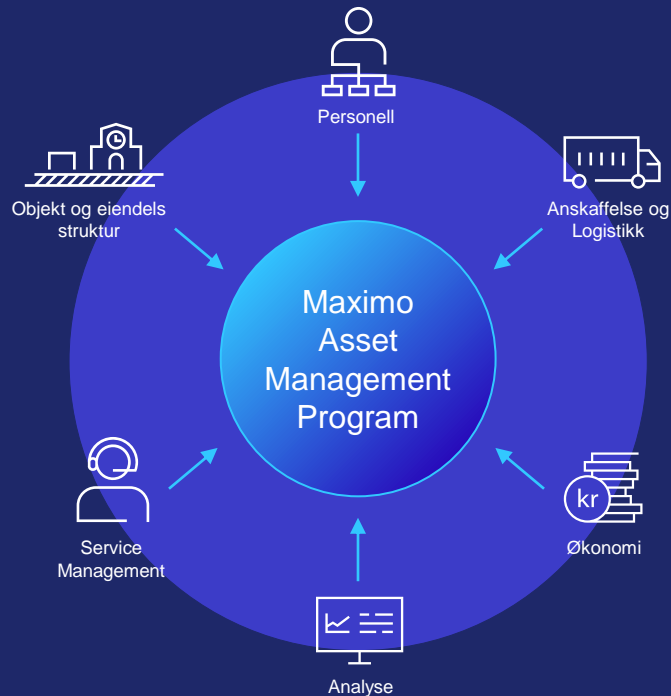 Personell
Objekt og eiendels
struktur
Anskaffelse og
Logistikk
Maximo
Asset
Management
Program
Service
Management
kr
Økonomi
Analyse